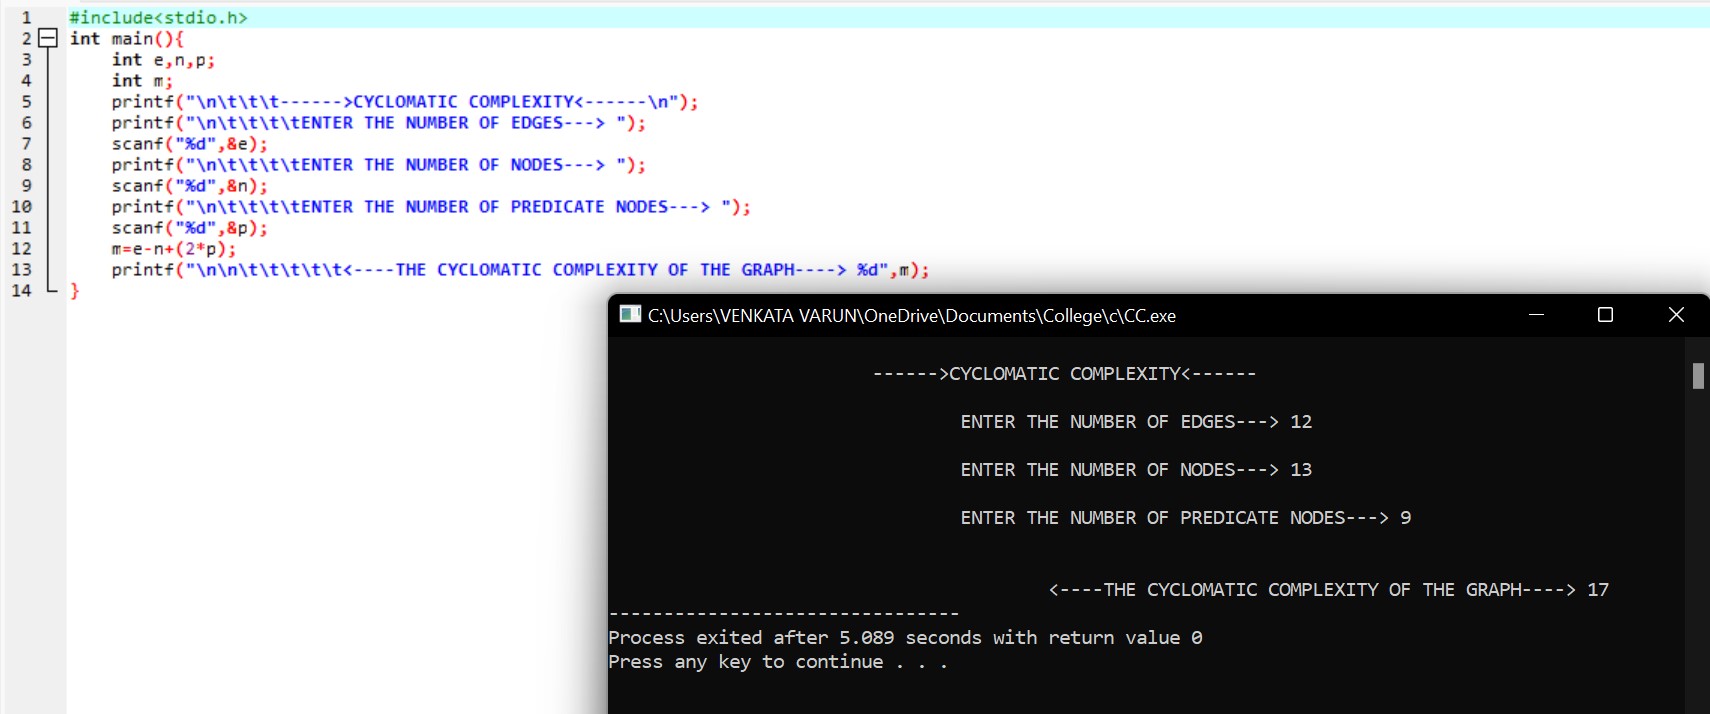 1 #include<stdio.h>
2 int main(){
3 int e,n,p;
4 int m;
5 printf("\n\t\t\t------>CYCLOMATIC COMPLEXITY<------\n");
6 printf("\n\t\t\t\tENTER THE NUMBER OF EDGES---> ");
7 scanf("%d",&e);
8 printf("\n\t\t\t\tENTER THE NUMBER OF NODES---> ");
9 scanf("%d",&n);
10 printf("\n\t\t\t\tENTER THE NUMBER OF PREDICATE NODES---> ");
11 scanf("%d",&p);
12 m=e-n+(2*p);
13 printf("\n\n\t\t\t\t\t<----THE CYCLOMATIC COMPLEXITY OF THE GRAPH----> %d",m);
14 }
C:\Users\VENKATA VARUN\OneDrive\Documents\College\c\CC.exe
------>CYCLOMATIC COMPLEXITY<------
ENTER THE NUMBER OF EDGES---> 12
ENTER THE NUMBER OF NODES---> 13
ENTER THE NUMBER OF PREDICATE NODES---> 9
<----THE CYCLOMATIC COMPLEXITY OF THE GRAPH----> 17
--------------------------------
Process exited after 5.089 seconds with return value 0
Press any key to continue . . .